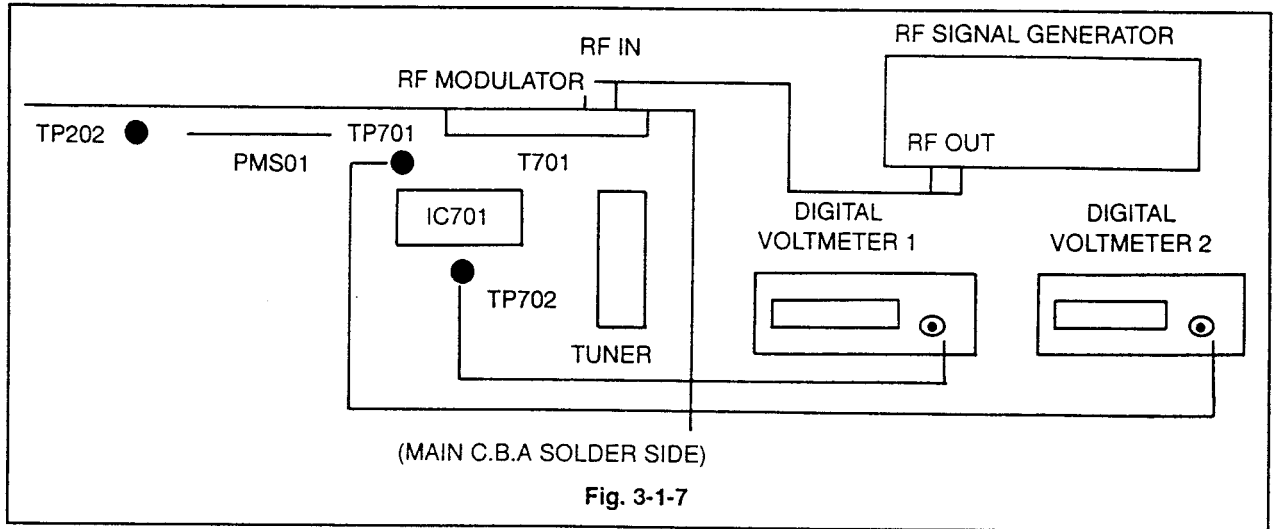 RF IN
RF SIGNAL GENERATOR
RF MODULATOR
TP202
TP701
PMS01
T701
RF OUT
IC701
DIGITAL
VOLTMETER 1
DIGITAL
VOLTMETER 2
TP702
TUNER
(MAIN C.B.A SOLDER SIDE)
Fig. 3-1-7